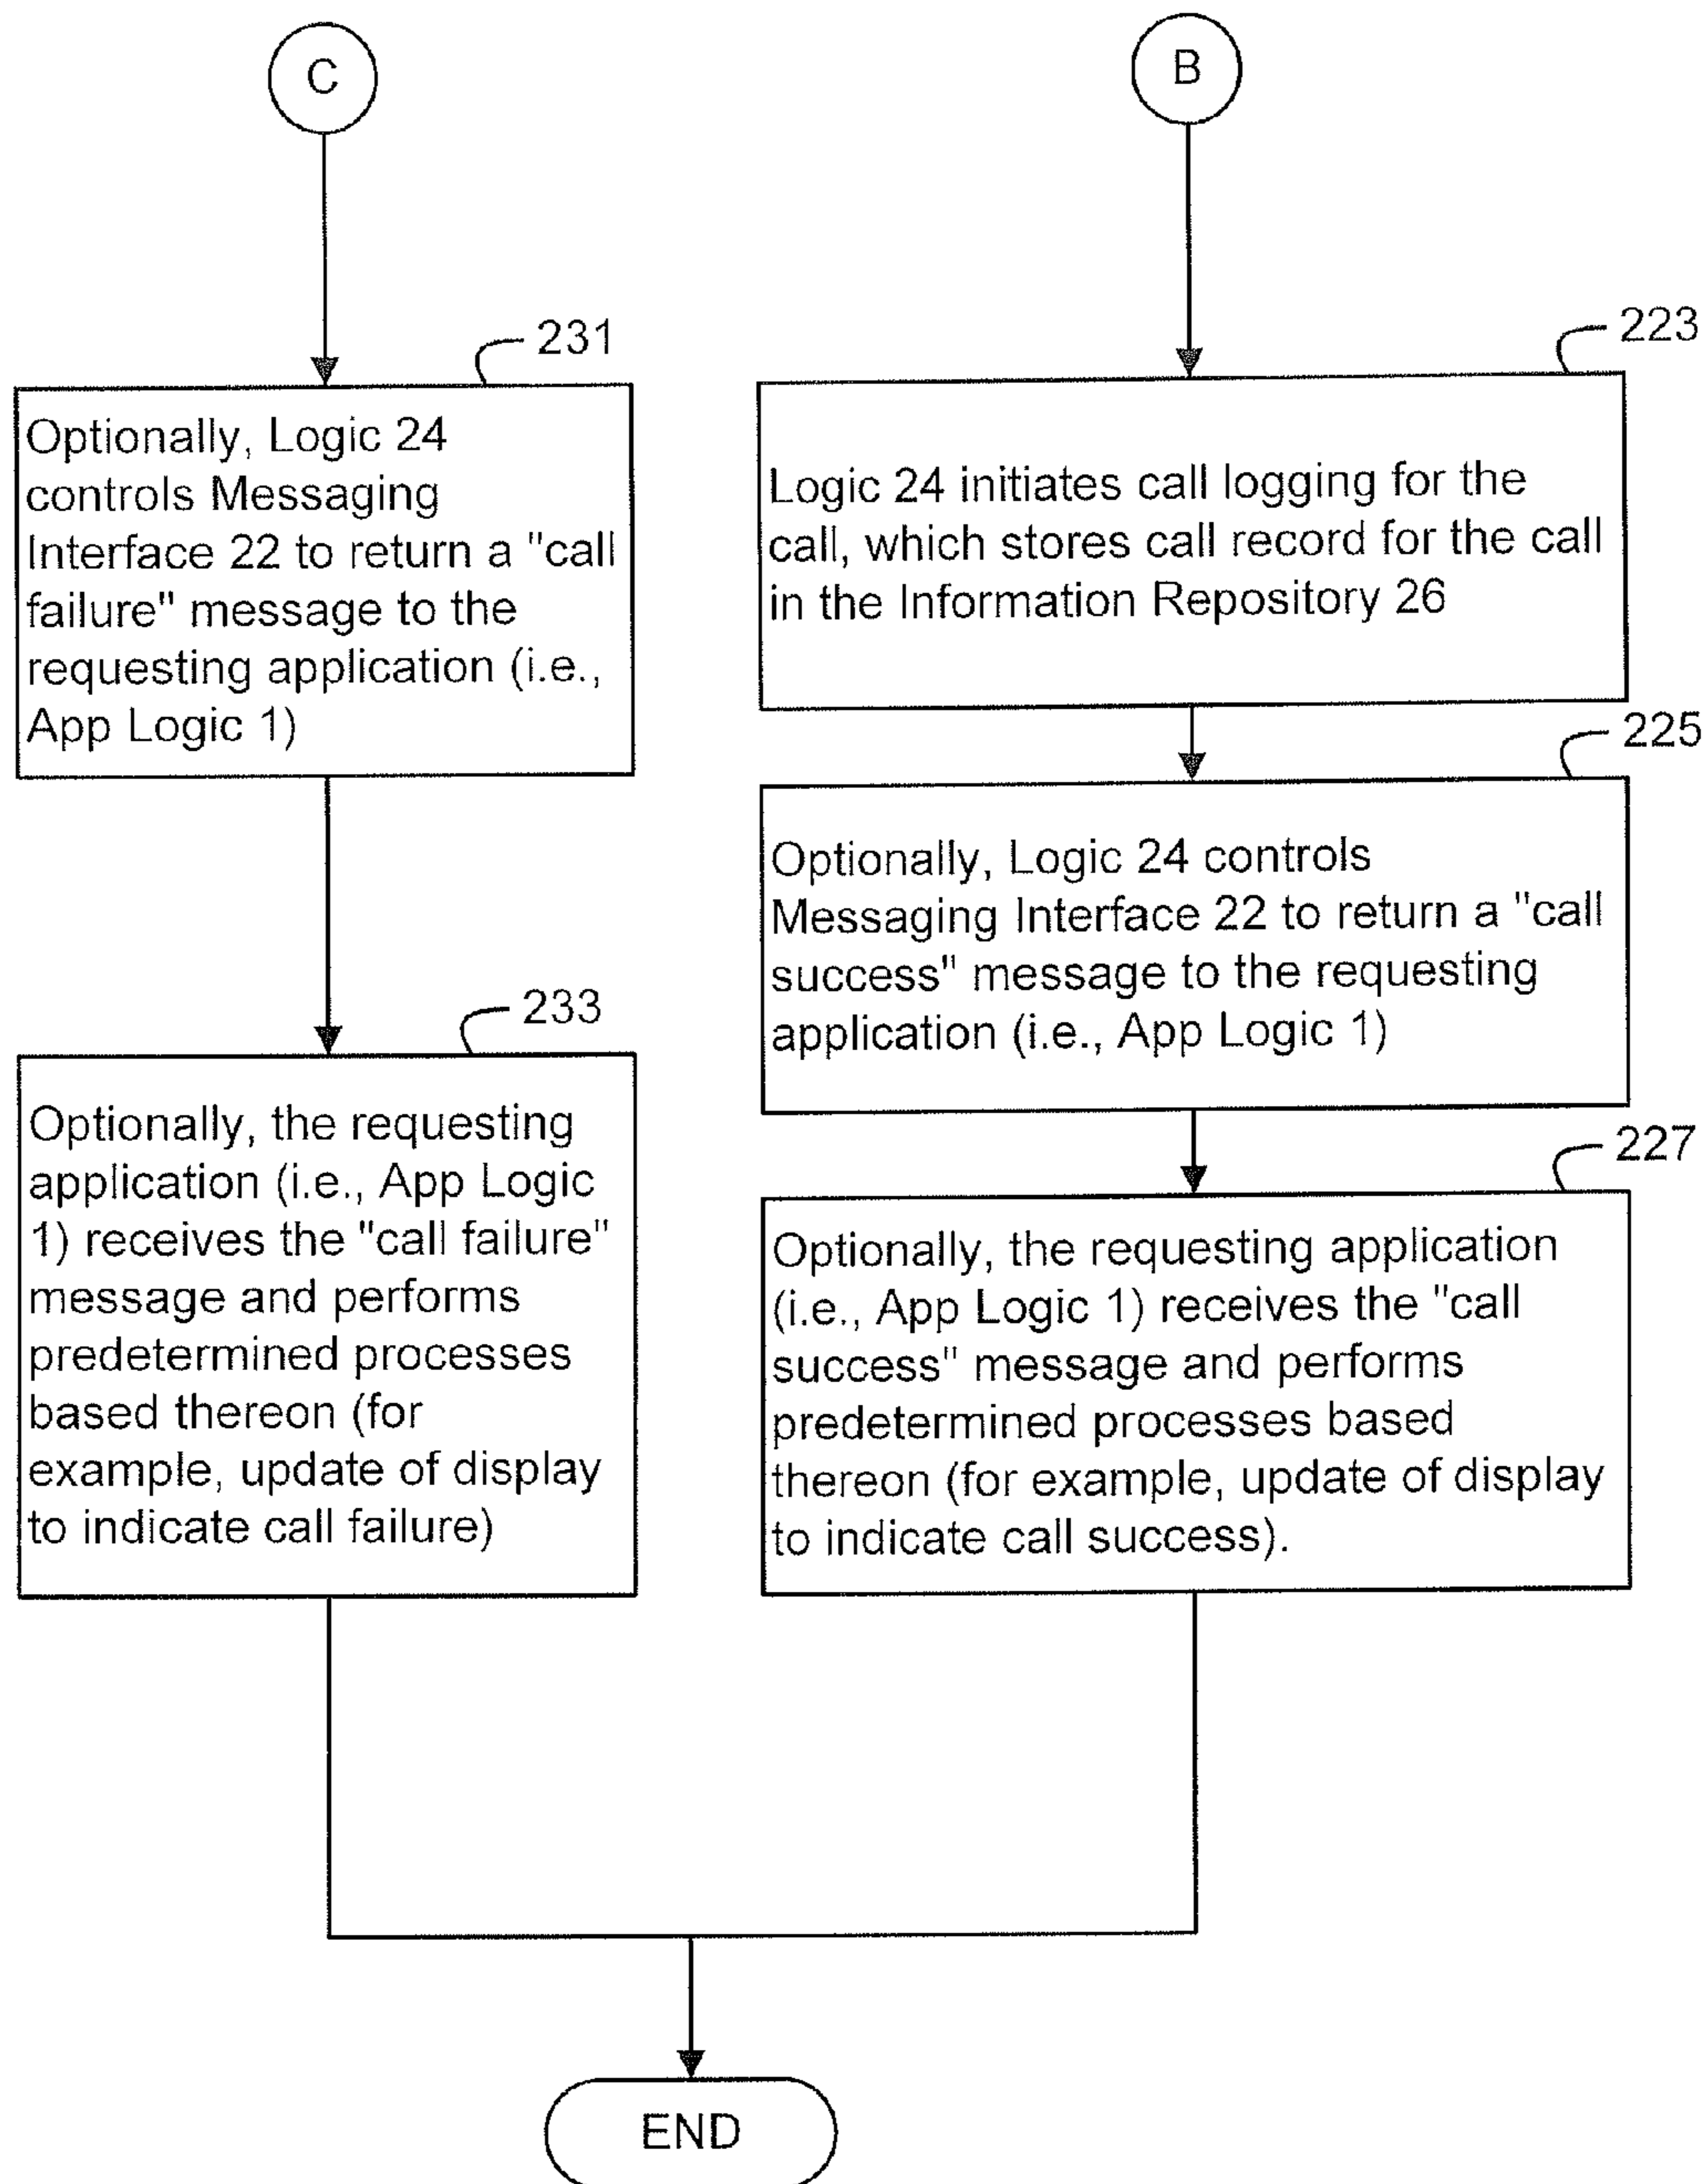 C
231
Optionally, Logic 24
controls Messaging
Interface 22 to return a "call
failure" message to the
requesting application (i.e.,
App Logic 1)
233
Optionally, the requesting
application (i.e., App Logic
1) receives the "call failure"
message and performs
predetermined processes
based thereon (for
example, update of display
to indicate call failure)
B
223
Logic 24 initiates call logging for the
call, which stores call record for the call
in the Information Repository 26
225
Optionally, Logic 24 controls
Messaging Interface 22 to return a "call
success" message to the requesting
application (i.e., App Logic 1)
227
Optionally, the requesting application
(i.e., App Logic 1) receives the "call
success" message and performs
predetermined processes based
thereon (for example, update of display
to indicate call success).
END